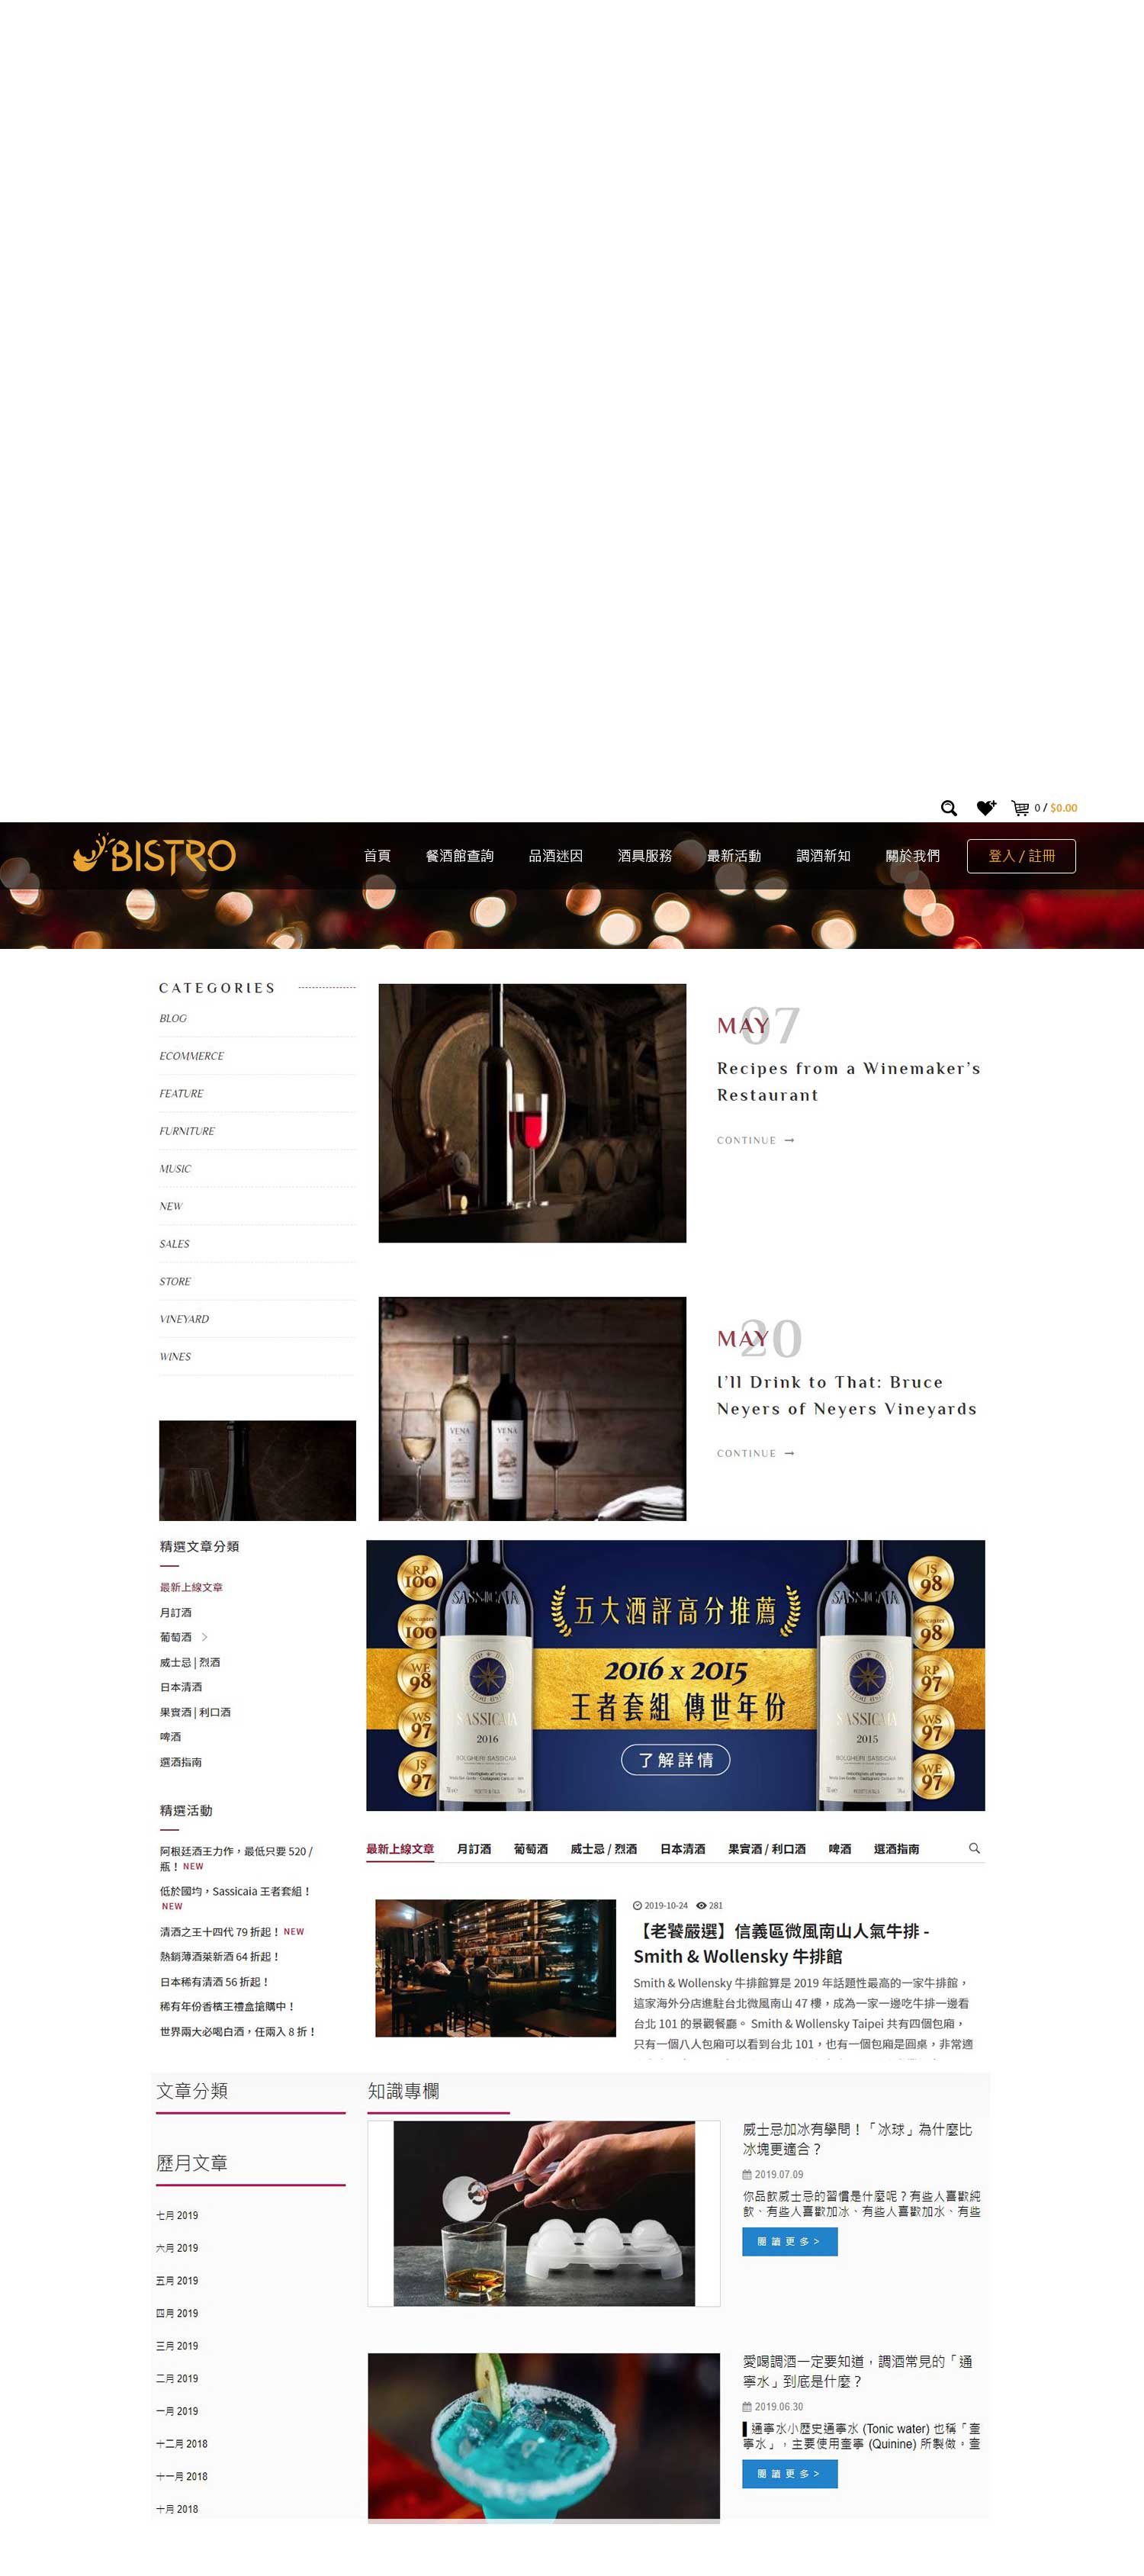 0 / $0.00
BISTRO
首頁 餐酒館查詢 品酒迷因 酒具服務 最新活動 調酒新知 關於我們 登入 / 註冊
CATEGORIES
BLOG
ECOMMERCE
FEATURE
FURNITURE
MUSIC
NEW
SALES
STORE
VINEYARD
WINES
MAY 07
Recipes from a Winemaker’s
Restaurant
CONTINUE
VENA
VENA
MAY 20
I’ll Drink to That: Bruce
Neyers of Neyers Vineyards
CONTINUE
精選文章分類
最新上線文章
月訂酒
葡萄酒
威士忌 | 烈酒
日本清酒
果實酒 | 利口酒
啤酒
選酒指南
精選活動
阿根廷酒王力作，最低只要 520 /
瓶！ NEW
低於國均，Sassicaia 王者套組！
NEW
清酒之王十四代 79 折起！ NEW
熱銷薄酒萊新酒 64 折起！
日本稀有清酒 56 折起！
稀有年份香檳王禮盒搶購中！
世界兩大必喝白酒，任兩入 8 折！
RP
100
Decanter
100
WE
98
WS
97
JS
97
SASSICAIA
SASSICAIA
2016
BOLGHERI SASSICAIA
五大酒評高分推薦
2016 x 2015
王者套組 傳世年份
了解詳情
SASSICAIA
SASSICAIA
2015
BOLGHERI SASSICAIA
JS
98
Decanter
98
RP
97
WS
97
WE
97
最新上線文章 月訂酒 葡萄酒 威士忌 / 烈酒 日本清酒 果實酒 / 利口酒 啤酒 選酒指南
2019-10-24 281
【老饕嚴選】信義區微風南山人氣牛排 -
Smith & Wollensky 牛排館
Smith & Wollensky 牛排館算是 2019 年話題性最高的一家牛排館，
這家海外分店進駐台北微風南山 47 樓，成為一家一邊吃牛排一邊看
台北 101 的景觀餐廳。 Smith & Wollensky Taipei 共有四個包廂，
只有一個八人包廂可以看到台北 101，也有一個包廂是圓桌，非常適
文章分類
歷月文章
七月 2019
六月 2019
五月 2019
四月 2019
三月 2019
二月 2019
一月 2019
十二月 2018
十一月 2018
十月 2018
知識專欄
威士忌加冰有學問！「冰球」為什麼比
冰塊更適合？
2019.07.09
你品飲威士忌的習慣是什麼呢？有些人喜歡純
飲、有些人喜歡加冰、有些人喜歡加水、有些
閱讀更多>
愛喝調酒一定要知道，調酒常見的「通
寧水」到底是什麼？
2019.06.30
▌通寧水小歷史通寧水 (Tonic water) 也稱「奎
寧水」，主要使用奎寧 (Quinine) 所製做。奎
閱讀更多>